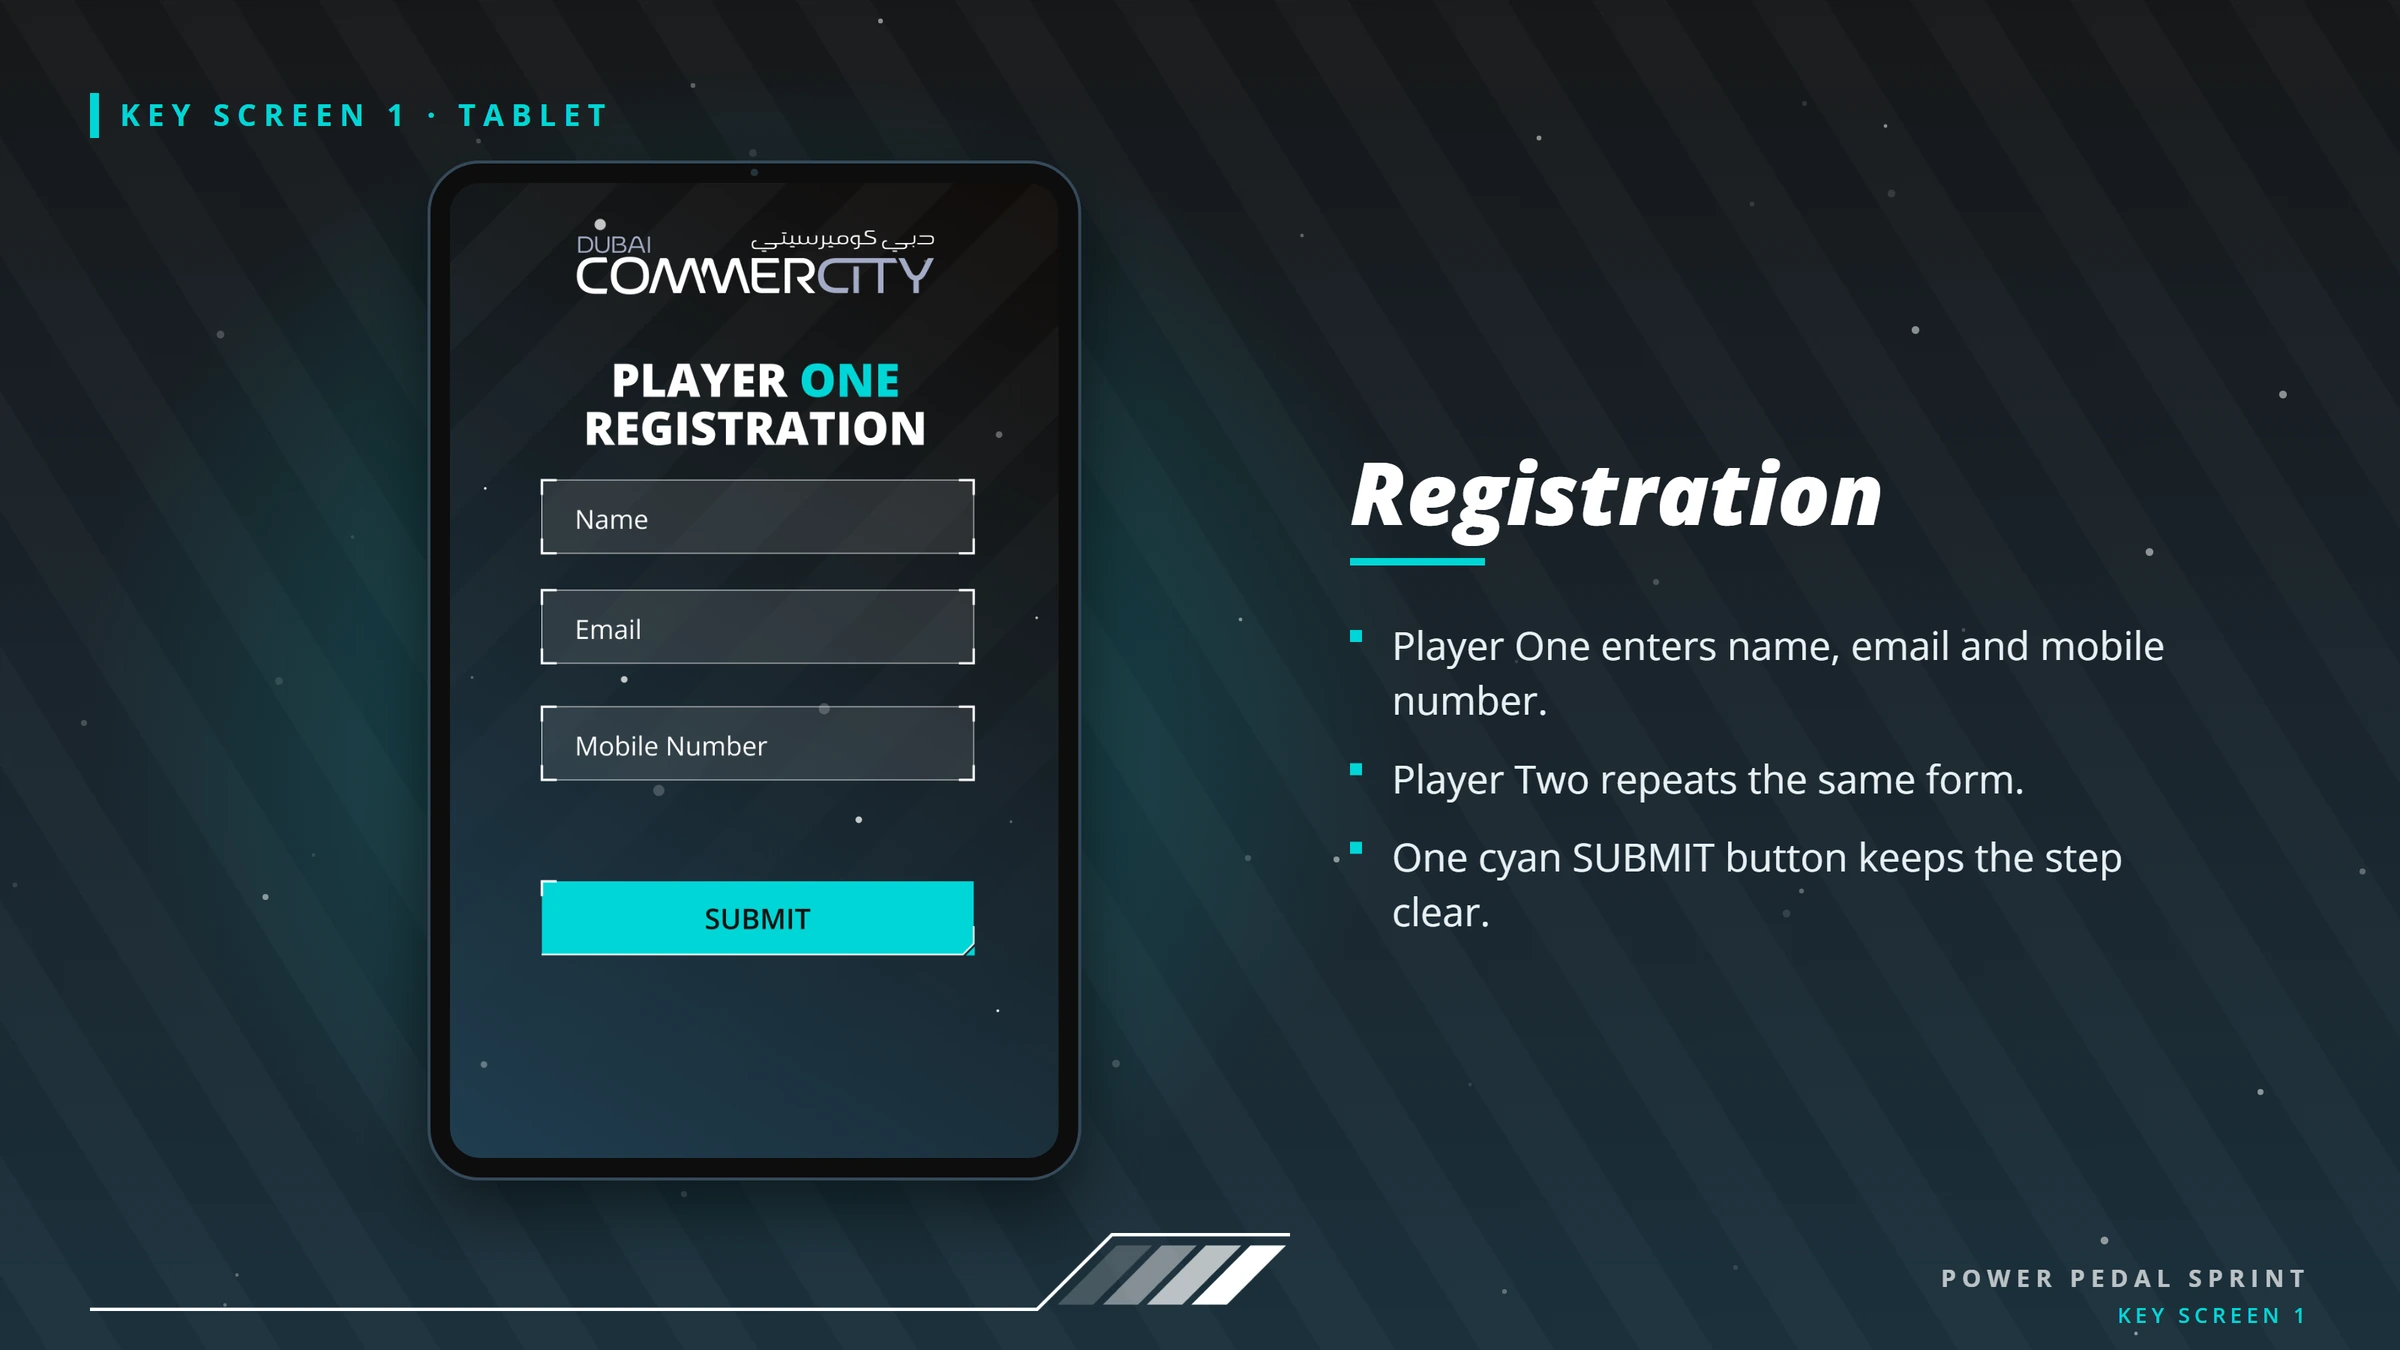 KEY SCREEN 1 · TABLET
DUBAI
دبي كوميرسيتي
COMMERCITY
PLAYER ONE
REGISTRATION
Name
Email
Mobile Number
SUBMIT
Registration
Player One enters name, email and mobile
number.
Player Two repeats the same form.
One cyan SUBMIT button keeps the step
clear.
POWER PEDAL SPRINT
KEY SCREEN 1